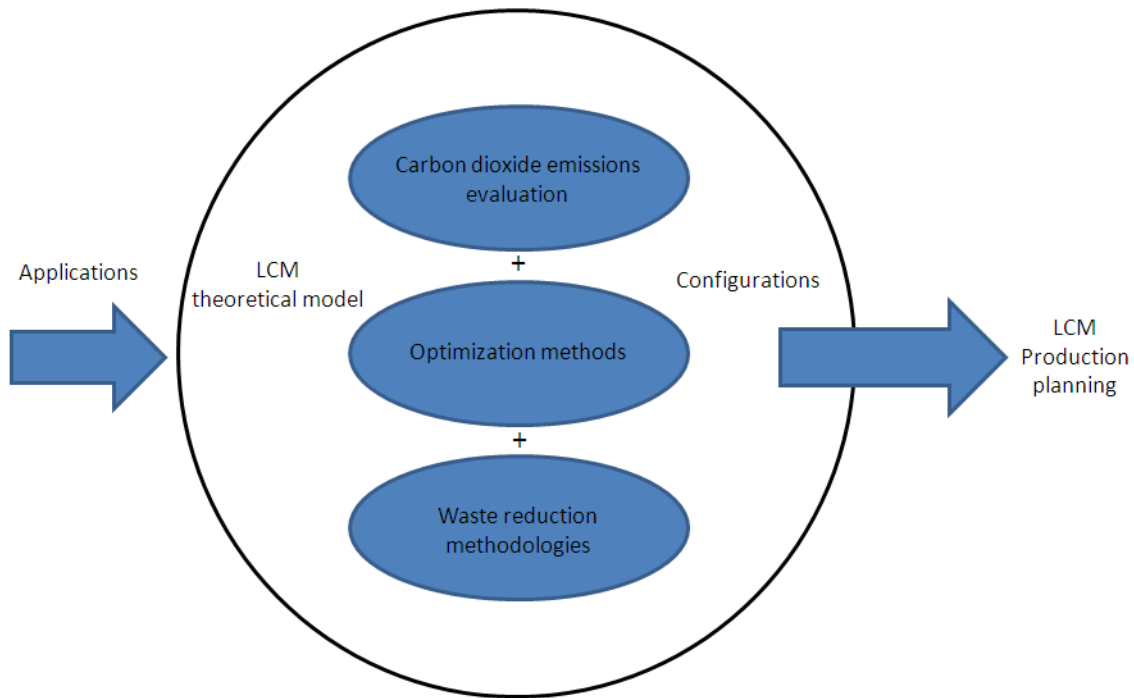 Applications
LCM
theoretical model
Carbon dioxide emissions
evaluation
+
Optimization methods
+
Waste reduction
methodologies
Configurations
LCM
Production
planning